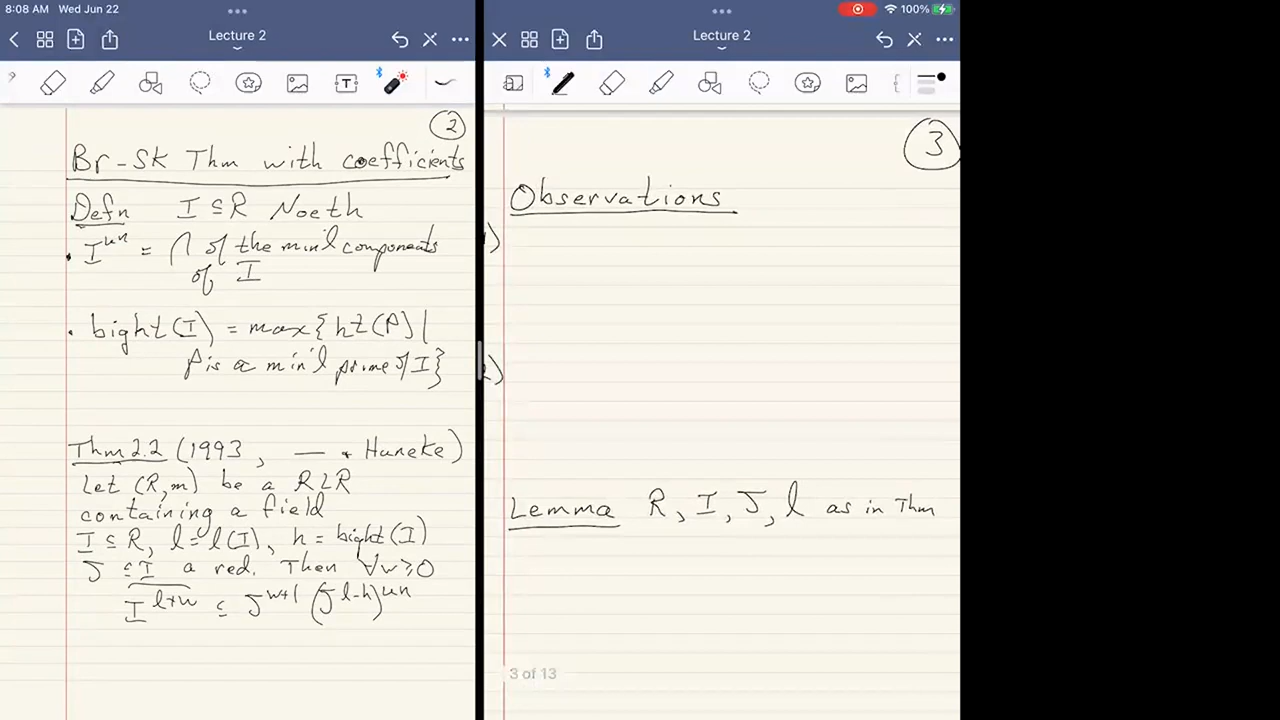 8:08 AM Wed Jun 22
Lecture 2
2
Br-Sk Thm with coefficients
Defn I ⊆ R Noeth
• I^un = ∩ of the min'l components
of I
• bight(I) = max{ht(P) |
P is a min'l prime of I}
Thm 2.2 (1993, — + Huneke)
Let (R,m) be a RLR
containing a field
I ⊆ R, l = l(I), h = bight(I)
J ⊆ I a red. Then ∀w ≥ 0
\overline{I^{l+w}} ⊆ J^{w+1} (J^{l-h})^{un}
100%
Lecture 2
3
Observations
1)
2)
Lemma R, I, J, l as in Thm
3 of 13